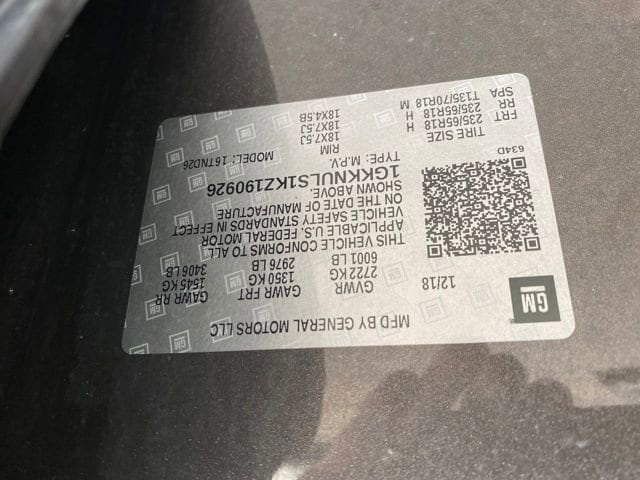 MFD BY GENERAL MOTORS LLC
GM
12/18 GVWR GAWR FRT GAWR RR
2722 KG 1350 KG 1545 KG
6001 LB 2976 LB 3406 LB
THIS VEHICLE CONFORMS TO ALL
APPLICABLE U.S. FEDERAL MOTOR
VEHICLE SAFETY STANDARDS IN EFFECT
ON THE DATE OF MANUFACTURE
SHOWN ABOVE.
1GKKNULS1KZ190926
TYPE: M.P.V. MODEL: 16TND26
634D
TIRE SIZE RIM
FRT 235/65R18 H 18X7.5J
RR 235/65R18 H 18X7.5J
SPA T135/70R18 M 18X4.5B